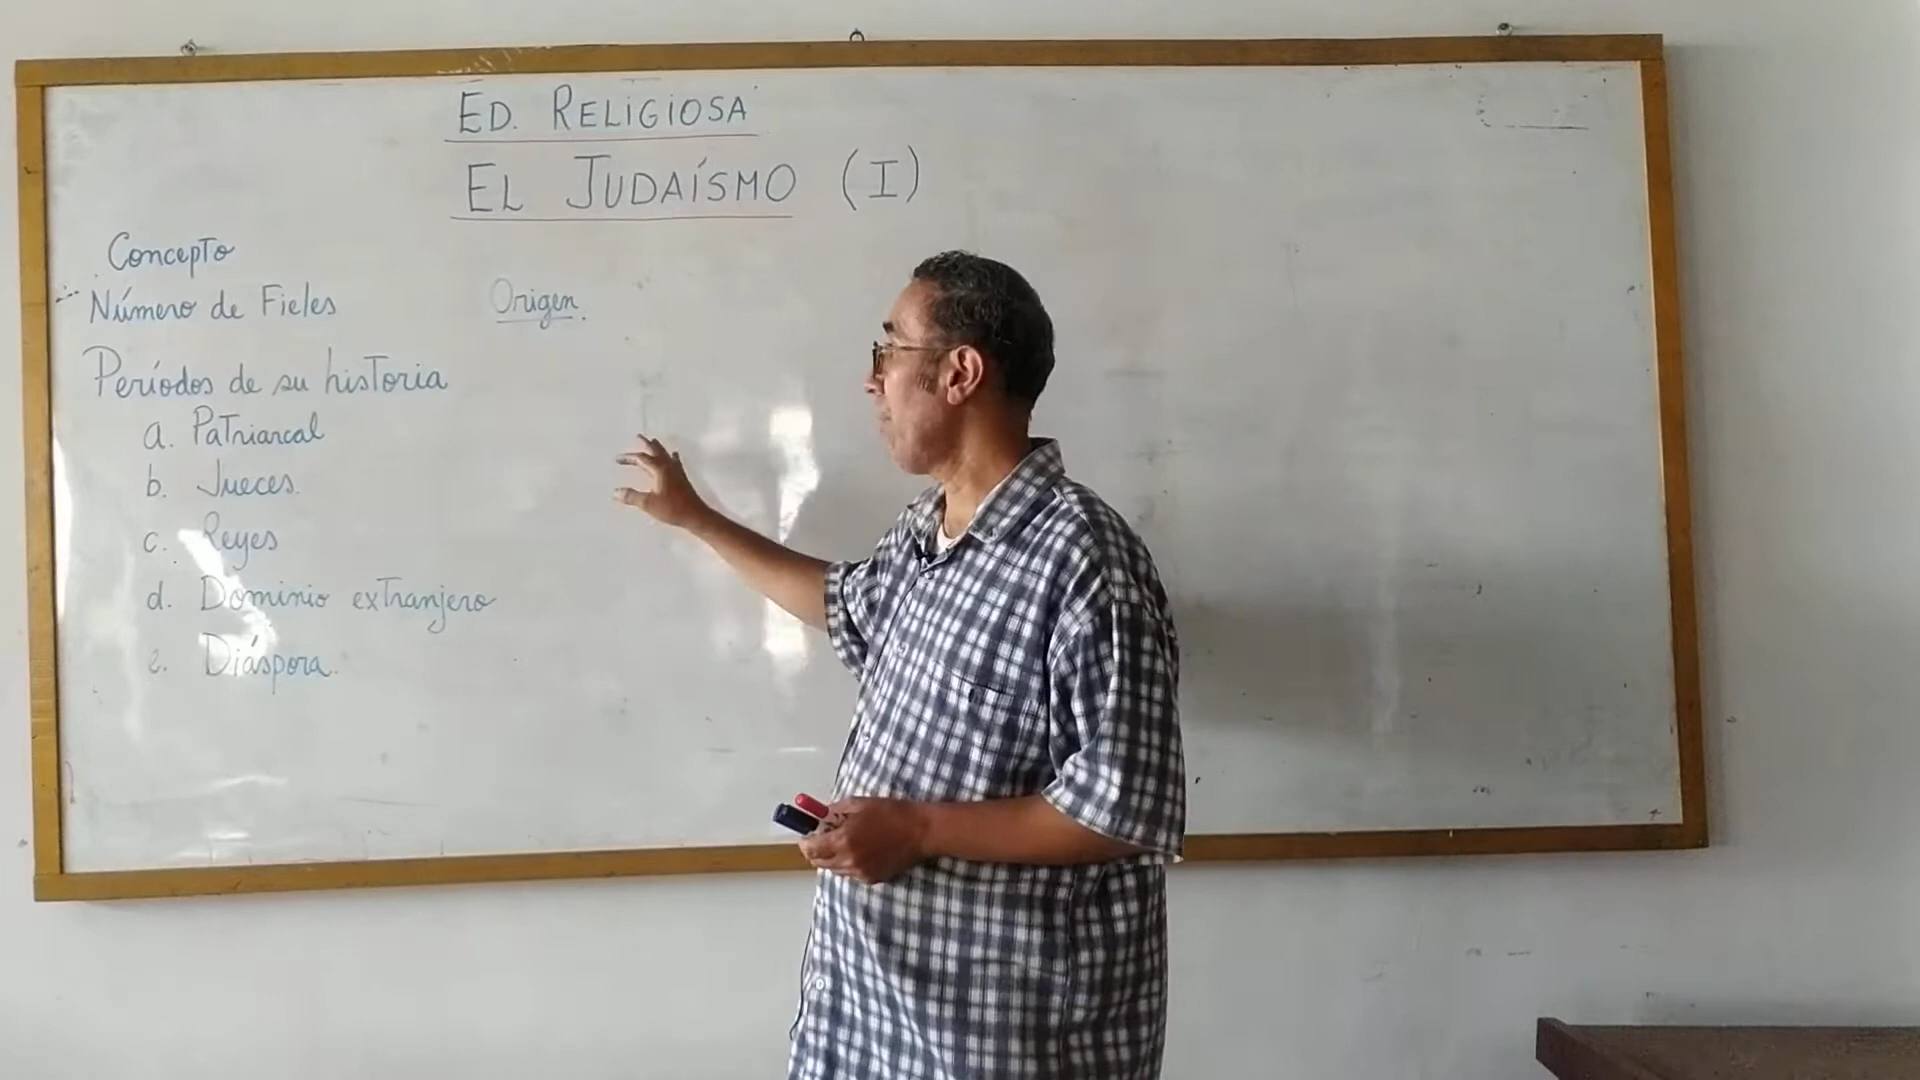 ED. RELIGIOSA
EL JUDAÍSMO (I)
Concepto
Número de Fieles
Origen.
Períodos de su historia
a. Patriarcal
b. Jueces.
c. Reyes
d. Dominio extranjero
e. Diáspora.